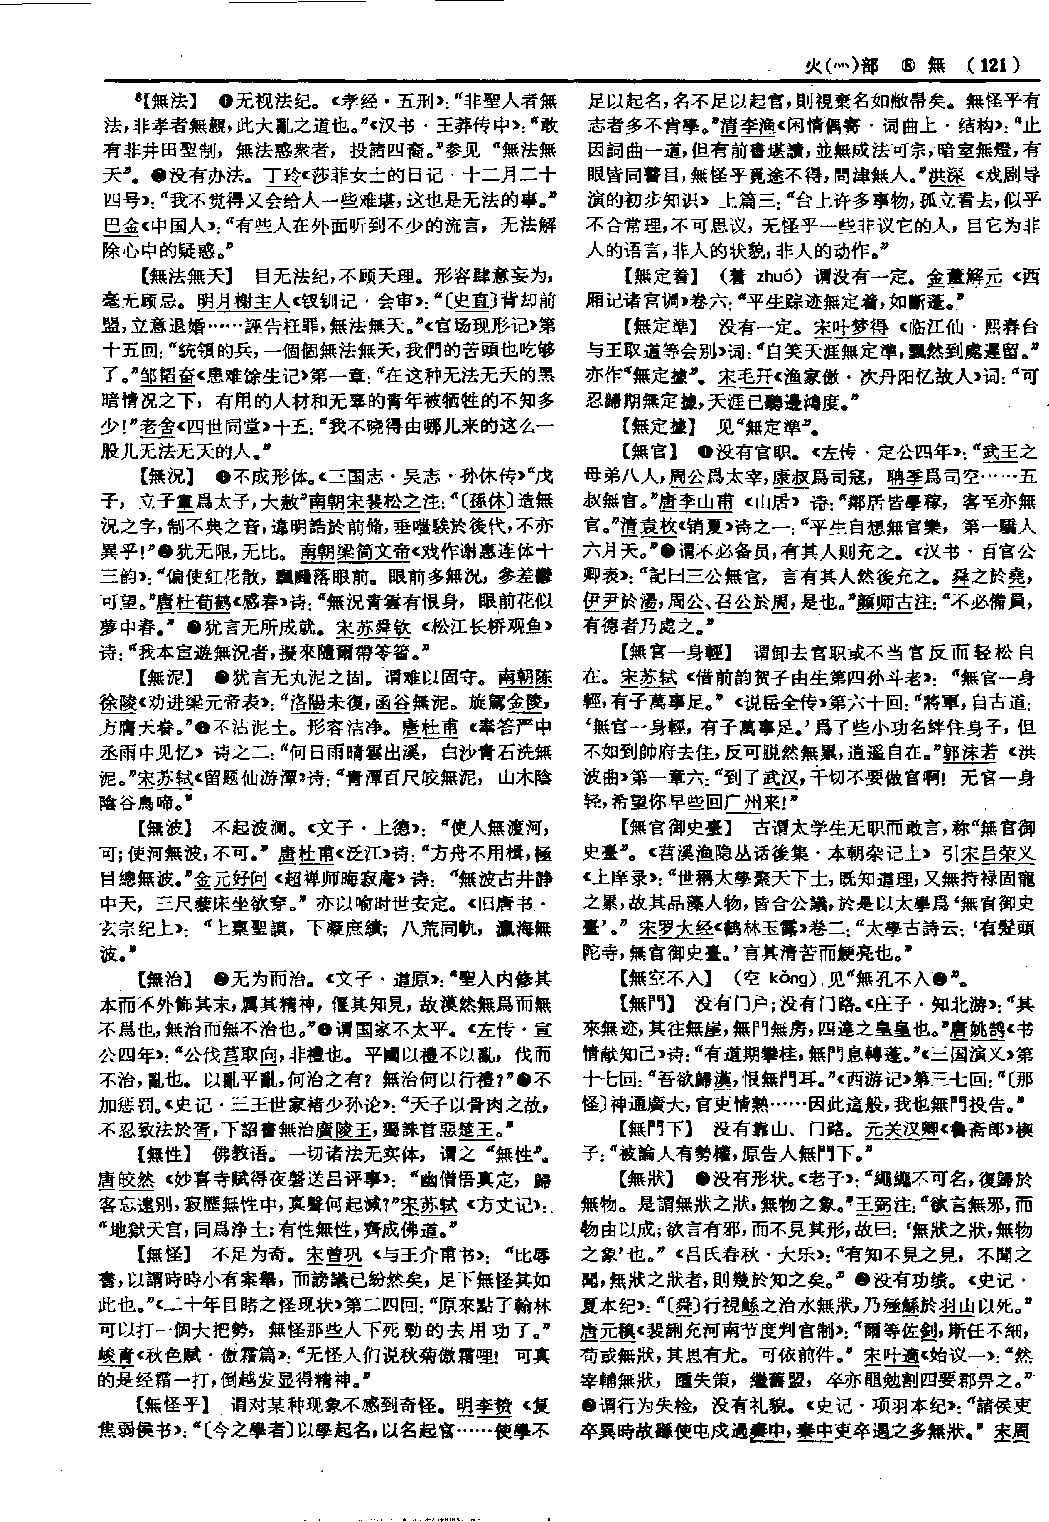 火(灬)部 ⑧ 無 (121)
⁸【無法】 ❶无视法纪。《孝经·五刑》：“非聖人者無
法，非孝者無親，此大亂之道也。”《汉书·王莽传中》：“敢
有非井田聖制，無法惑衆者，投諸四裔。”参见“無法無
天”。❷没有办法。丁玲《莎菲女士的日记·十二月二十
四号》：“我不觉得又会给人一些难堪，这也是无法的事。”
巴金《中国人》：“有些人在外面听到不少的流言，无法解
除心中的疑惑。”
【無法無天】 目无法纪，不顾天理。形容肆意妄为，
毫无顾忌。明月榭主人《钗钏记·会审》：“〔史直〕背却前
盟，立意退婚……誣告枉罪，無法無天。”《官场现形记》第
十五回：“統領的兵，一個個無法無天，我們的苦頭也吃够
了。”邹韬奋《患难馀生记》第一章：“在这种无法无天的黑
暗情况之下，有用的人材和无辜的青年被牺牲的不知多
少！”老舍《四世同堂》十五：“我不晓得由哪儿来的这么一
股儿无法无天的人。”
【無況】 ❶不成形体。《三国志·吴志·孙休传》“戊
子，立子𩅦爲太子，大赦”南朝宋裴松之注：“〔孫休〕造無
況之字，制不典之音，違明誥於前脩，垂嗤騃於後代，不亦
異乎！”❷犹无限，无比。南朝梁简文帝《戏作谢惠连体十
三韵》：“偏使紅花散，飄颺落眼前。眼前多無況，參差鬱
可望。”唐杜荀鹤《感春》诗：“無況青雲有恨身，眼前花似
夢中春。”❸犹言无所成就。宋苏舜钦《松江长桥观鱼》
诗：“我本宦遊無況者，擬來隨爾帶笭箵。”
【無泥】 ❶犹言无丸泥之固。谓难以固守。南朝陈
徐陵《劝进梁元帝表》：“洛陽未復，函谷無泥。旋駕金陵，
方膺天眷。”❷不沾泥土。形容洁净。唐杜甫《奉答严中
丞雨中见忆》诗之二：“何日雨晴雲出溪，白沙青石洗無
泥。”宋苏轼《留题仙游潭》诗：“青潭百尺皎無泥，山木陰
陰谷鳥啼。”
【無波】 不起波澜。《文子·上德》：“使人無渡河，
可；使河無波，不可。”唐杜甫《泛江》诗：“方舟不用楫，極
目總無波。”金元好问《超禅师晦寂庵》诗：“無波古井靜
中天，三尺藜床坐欲穿。”亦以喻时世安定。《旧唐书·
玄宗纪上》：“上禀聖謨，下凝庶績；八荒同軌，瀛海無
波。”
【無治】 ❶无为而治。《文子·道原》：“聖人内修其
本而不外飾其末，厲其精神，偃其知見，故漠然無爲而無
不爲也，無治而無不治也。”❷谓国家不太平。《左传·宣
公四年》：“公伐莒取向，非禮也。平國以禮不以亂，伐而
不治，亂也。以亂平亂，何治之有？無治何以行禮？”❸不
加惩罚。《史记·三王世家褚少孙论》：“天子以骨肉之故，
不忍致法於胥，下詔書無治廣陵王，獨誅首惡楚王。”
【無性】 佛教语。一切诸法无实体，谓之“無性”。
唐皎然《妙喜寺赋得夜磬送吕评事》：“幽僧悟真定，歸
客忘遠别，寂歷無性中，真聲何起滅？”宋苏轼《方丈记》：
“地獄天宫，同爲浄土；有性無性，齊成佛道。”
【無怪】 不足为奇。宋曾巩《与王介甫书》：“比辱
書，以謂時時小有案舉，而謗議已紛然矣，足下無怪其如
此也。”《二十年目睹之怪现状》第二四回：“原來點了翰林
可以打一個大把勢，無怪那些人下死勁的去用功了。”
峻青《秋色赋·傲霜篇》：“无怪人们说秋菊傲霜哩！可真
的是经霜一打，倒越发显得精神。”
【無怪乎】 谓对某种现象不感到奇怪。明李贽《复
焦弱侯书》：“〔今之學者〕以學起名，以名起官……使學不
足以起名，名不足以起官，則視棄名如敝帚矣。無怪乎有
志者多不肯學。”清李渔《闲情偶寄·词曲上·结构》：“止
因詞曲一道，但有前書堪讀，並無成法可宗，暗室無燈，有
眼皆同瞽目，無怪乎覓途不得，問津無人。”洪深《戏剧导
演的初步知识》上篇三：“台上许多事物，孤立看去，似乎
不合常理，不可思议，无怪乎一些非议它的人，目它为非
人的语言，非人的状貌，非人的动作。”
【無定着】 （着 zhuó）谓没有一定。金董解元《西
厢记诸宫调》卷六：“平生踪迹無定着，如斷蓬。”
【無定準】 没有一定。宋叶梦得《临江仙·熙春台
与王取道等会别》词：“自笑天涯無定準，飄然到處遲留。”
亦作“無定據”。宋毛幵《渔家傲·次丹阳忆故人》词：“可
忍歸期無定據，天涯已聽邊鴻度。”
【無定據】 见“無定準”。
【無官】 ❶没有官职。《左传·定公四年》：“武王之
母弟八人，周公爲太宰，康叔爲司寇，聃季爲司空……五
叔無官。”唐李山甫《山居》诗：“鄰居皆學稼，客至亦無
官。”清袁枚《销夏》诗之一：“平生自想無官樂，第一驕人
六月天。”❷谓不必备员，有其人则充之。《汉书·百官公
卿表》：“記曰三公無官，言有其人然後充之。舜之於堯，
伊尹於湯，周公、召公於周，是也。”颜师古注：“不必備員，
有德者乃處之。”
【無官一身輕】 谓卸去官职或不当官反而轻松自
在。宋苏轼《借前韵贺子由生第四孙斗老》：“無官一身
輕，有子萬事足。”《说岳全传》第六十回：“將軍，自古道：
‘無官一身輕，有子萬事足。’爲了些小功名絆住身子，但
不如到帥府去住，反可脱然無累，逍遥自在。”郭沫若《洪
波曲》第一章六：“到了武汉，千切不要做官啊！无官一身
轻，希望你早些回广州来！”
【無官御史臺】 古谓太学生无职而敢言，称“無官御
史臺”。《苕溪渔隐丛话後集·本朝杂记上》引宋吕荣义
《上庠录》：“世稱太學聚天下士，既知道理，又無持禄固寵
之累，故其品藻人物，皆合公議，於是以太學爲‘無官御史
臺’。”宋罗大经《鹤林玉露》卷二：“太學古詩云：‘有髮頭
陀寺，無官御史臺。’言其清苦而鯁亮也。”
【無空不入】 （空 kǒng）见“無孔不入❶”。
【無門】 没有门户；没有门路。《庄子·知北游》：“其
來無迹，其往無崖，無門無房，四達之皇皇也。”唐姚鹄《书
情献知己》诗：“有道期攀桂，無門息轉蓬。”《三国演义》第
十七回：“吾欲歸漢，恨無門耳。”《西游记》第三七回：“〔那
怪〕神通廣大，官吏情熟……因此這般，我也無門投告。”
【無門下】 没有靠山、门路。元关汉卿《鲁斋郎》楔
子：“被論人有勢權，原告人無門下。”
【無狀】 ❶没有形状。《老子》：“繩繩不可名，復歸於
無物。是謂無狀之狀，無物之象。”王弼注：“欲言無邪，而
物由以成；欲言有邪，而不見其形，故曰：‘無狀之狀，無物
之象’也。”《吕氏春秋·大乐》：“有知不見之見，不聞之
聞，無狀之狀者，則幾於知之矣。”❷没有功绩。《史记·
夏本纪》：“〔舜〕行視鯀之治水無狀，乃殛鯀於羽山以死。”
唐元稹《裴詗充河南节度判官制》：“爾等佐劍，斯任不細，
苟或無狀，其思有尤。可依前件。”宋叶適《始议一》：“然
宰輔無狀，隨失策，繼舊盟，卒亦俎勉割四要郡畀之。”
❸谓行为失检，没有礼貌。《史记·项羽本纪》：“諸侯吏
卒異時故繇使屯戍過秦中，秦中吏卒遇之多無狀。”宋周